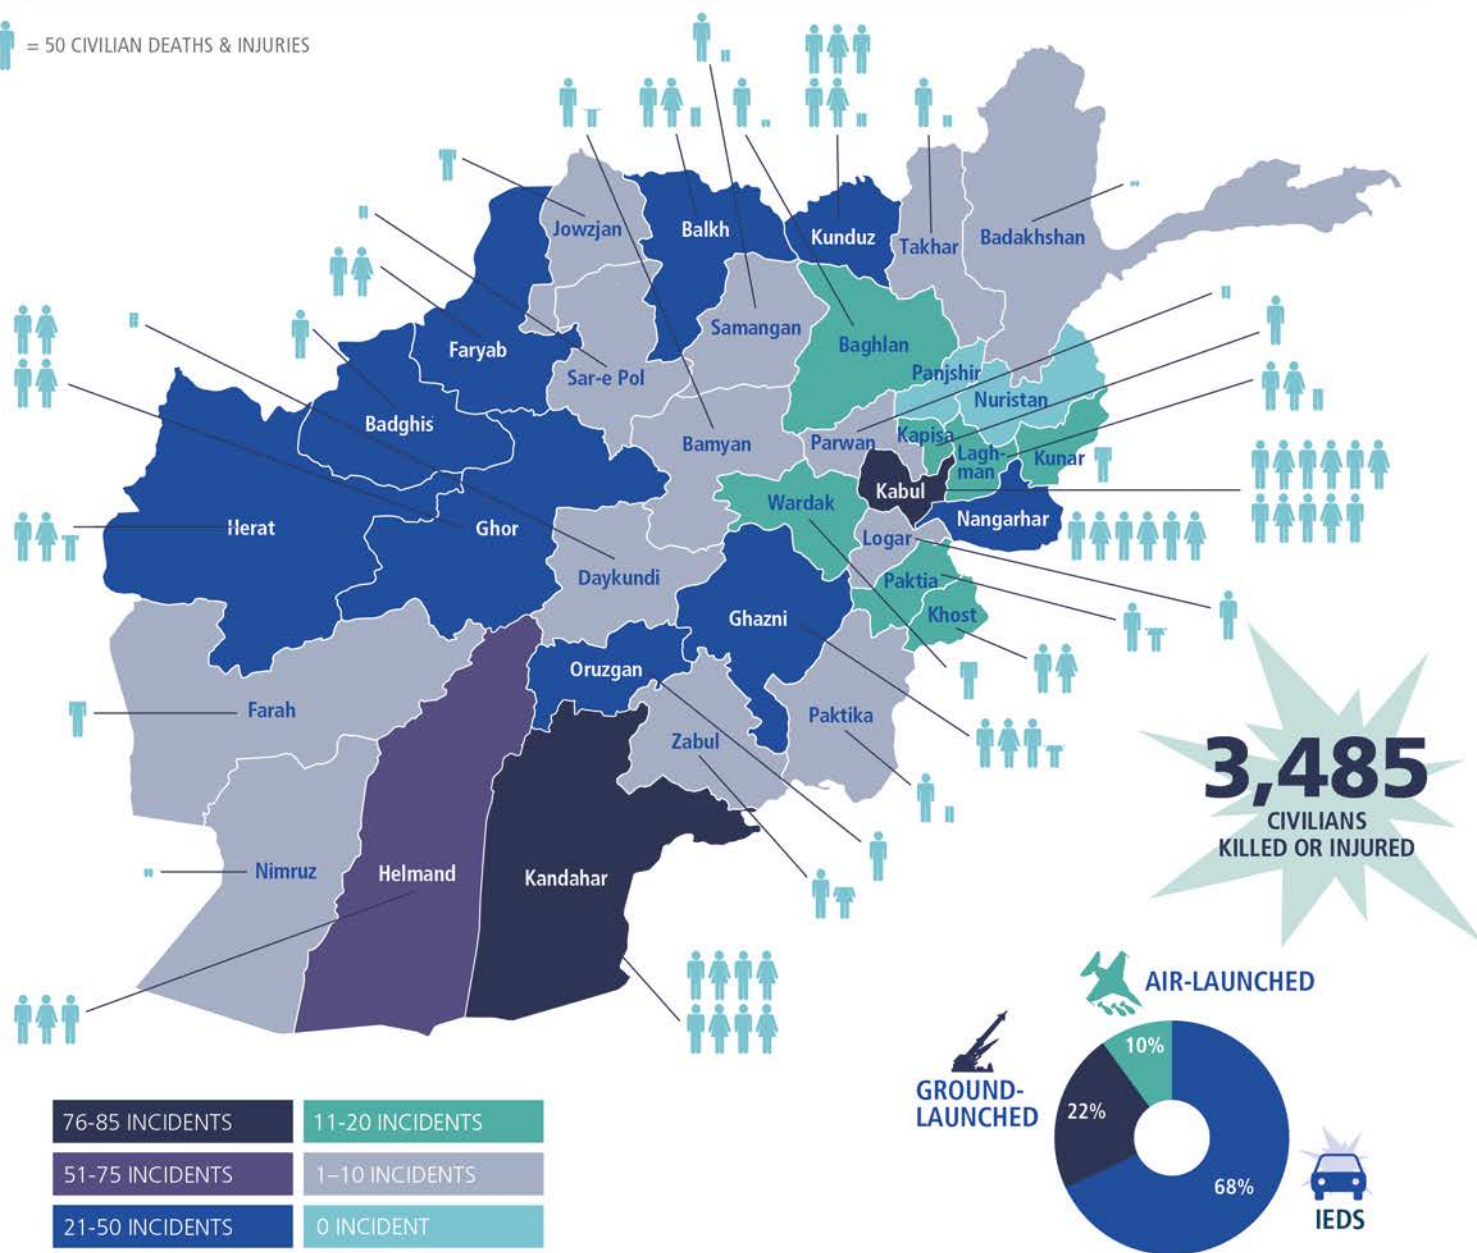 = 50 CIVILIAN DEATHS & INJURIES
Jowzjan
Balkh
Kunduz
Takhar
Badakhshan
Faryab
Sar-e Pol
Samangan
Baghlan
Panjshir
Nuristan
Badghis
Bamyan
Parwan
Kapisa
Lagh-
man
Kunar
Kabul
Wardak
Nangarhar
Herat
Ghor
Logar
Daykundi
Paktia
Ghazni
Khost
Oruzgan
Farah
Zabul
Paktika
Nimruz
Helmand
Kandahar
3,485
CIVILIANS
KILLED OR INJURED
AIR-LAUNCHED
10%
GROUND-
LAUNCHED
22%
68%
IEDS
76-85 INCIDENTS
11-20 INCIDENTS
51-75 INCIDENTS
1–10 INCIDENTS
21-50 INCIDENTS
0 INCIDENT